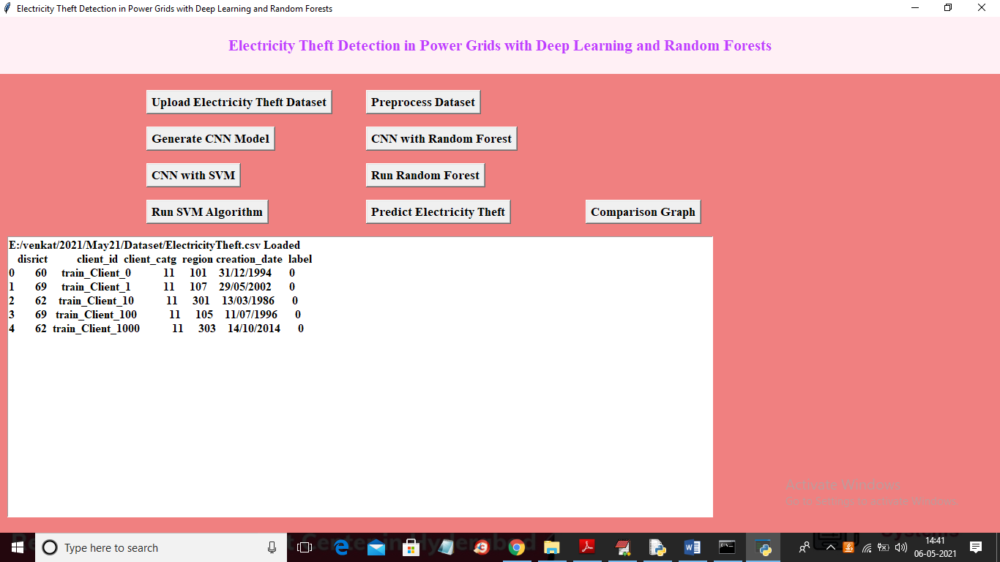 Electricity Theft Detection in Power Grids with Deep Learning and Random Forests
Electricity Theft Detection in Power Grids with Deep Learning and Random Forests
Upload Electricity Theft Dataset Preprocess Dataset
Generate CNN Model CNN with Random Forest
CNN with SVM Run Random Forest
Run SVM Algorithm Predict Electricity Theft Comparison Graph
E:/venkat/2021/May21/Dataset/ElectricityTheft.csv Loaded
disrict client_id client_catg region creation_date label
0 60 train_Client_0 11 101 31/12/1994 0
1 69 train_Client_1 11 107 29/05/2002 0
2 62 train_Client_10 11 301 13/03/1986 0
3 69 train_Client_100 11 105 11/07/1996 0
4 62 train_Client_1000 11 303 14/10/2014 0
Activate Windows
Go to Settings to activate Windows.
Type here to search
14:41
06-05-2021